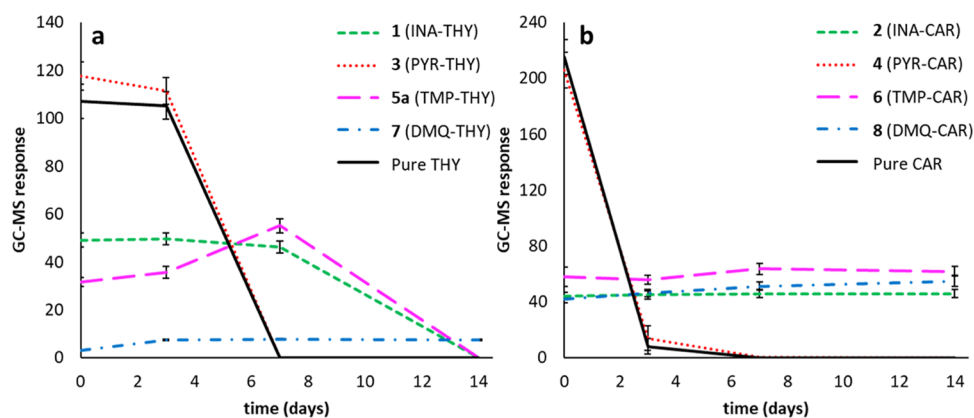 a
140
120
100
80
60
40
20
0
GC-MS response
0 2 4 6 8 10 12 14
time (days)
1 (INA-THY)
3 (PYR-THY)
5a (TMP-THY)
7 (DMQ-THY)
Pure THY
b
240
200
160
120
80
40
0
GC-MS response
0 2 4 6 8 10 12 14
time (days)
2 (INA-CAR)
4 (PYR-CAR)
6 (TMP-CAR)
8 (DMQ-CAR)
Pure CAR